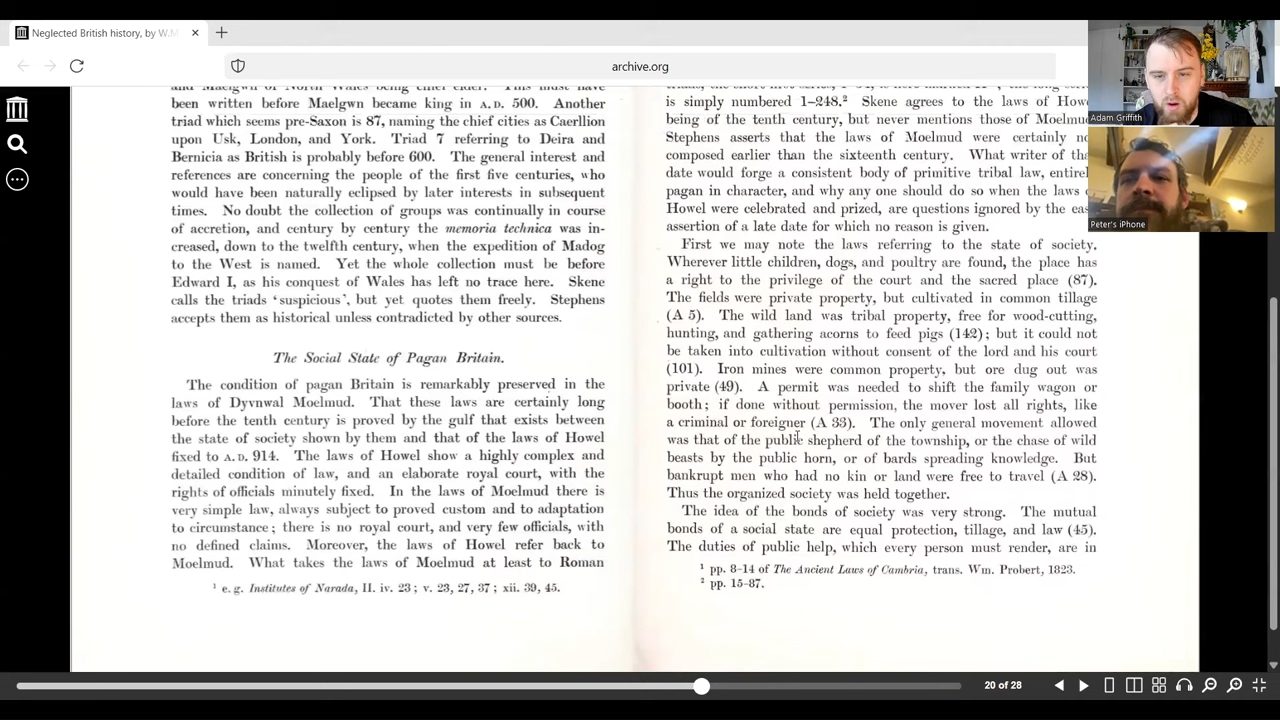 Neglected British history, by W.M
archive.org
and Maelgwn of North Wales being chief elder. This must have
been written before Maelgwn became king in A.D. 500. Another
triad which seems pre-Saxon is 87, naming the chief cities as Caerllion
upon Usk, London, and York. Triad 7 referring to Deira and
Bernicia as British is probably before 600. The general interest and
references are concerning the people of the first five centuries, who
would have been naturally eclipsed by later interests in subsequent
times. No doubt the collection of groups was continually in course
of accretion, and century by century the memoria technica was in-
creased, down to the twelfth century, when the expedition of Madog
to the West is named. Yet the whole collection must be before
Edward I, as his conquest of Wales has left no trace here. Skene
calls the triads ‘suspicious’, but yet quotes them freely. Stephens
accepts them as historical unless contradicted by other sources.
The Social State of Pagan Britain.
The condition of pagan Britain is remarkably preserved in the
laws of Dyvnwal Moelmud. That these laws are certainly long
before the tenth century is proved by the gulf that exists between
the state of society shown by them and that of the laws of Howel
fixed to A.D. 914. The laws of Howel show a highly complex and
detailed condition of law, and an elaborate royal court, with the
rights of officials minutely fixed. In the laws of Moelmud there is
very simple law, always subject to proved custom and to adaptation
to circumstance; there is no royal court, and very few officials, with
no defined claims. Moreover, the laws of Howel refer back to
Moelmud. What takes the laws of Moelmud at least to Roman
¹ e.g. Institutes of Narada, II. iv. 23; v. 23, 27, 37; xii. 39, 45.
is simply numbered 1–248.² Skene agrees to the laws of Howe
being of the tenth century, but never mentions those of Moelmu
Stephens asserts that the laws of Moelmud were certainly no
composed earlier than the sixteenth century. What writer of tha
date would forge a consistent body of primitive tribal law, entirel
pagan in character, and why any one should do so when the laws o
Howel were celebrated and prized, are questions ignored by the eas
assertion of a late date for which no reason is given.
First we may note the laws referring to the state of society.
Wherever little children, dogs, and poultry are found, the place has
a right to the privilege of the court and the sacred place (87).
The fields were private property, but cultivated in common tillage
(A 5). The wild land was tribal property, free for wood-cutting,
hunting, and gathering acorns to feed pigs (142); but it could not
be taken into cultivation without consent of the lord and his court
(101). Iron mines were common property, but ore dug out was
private (49). A permit was needed to shift the family wagon or
booth; if done without permission, the mover lost all rights, like
a criminal or foreigner (A 33). The only general movement allowed
was that of the public shepherd of the township, or the chase of wild
beasts by the public horn, or of bards spreading knowledge. But
bankrupt men who had no kin or land were free to travel (A 28).
Thus the organized society was held together.
The idea of the bonds of society was very strong. The mutual
bonds of a social state are equal protection, tillage, and law (45).
The duties of public help, which every person must render, are in
¹ pp. 8–14 of The Ancient Laws of Cambria, trans. Wm. Probert, 1823.
² pp. 15–87.
Adam Griffith
Peter's iPhone
20 of 28